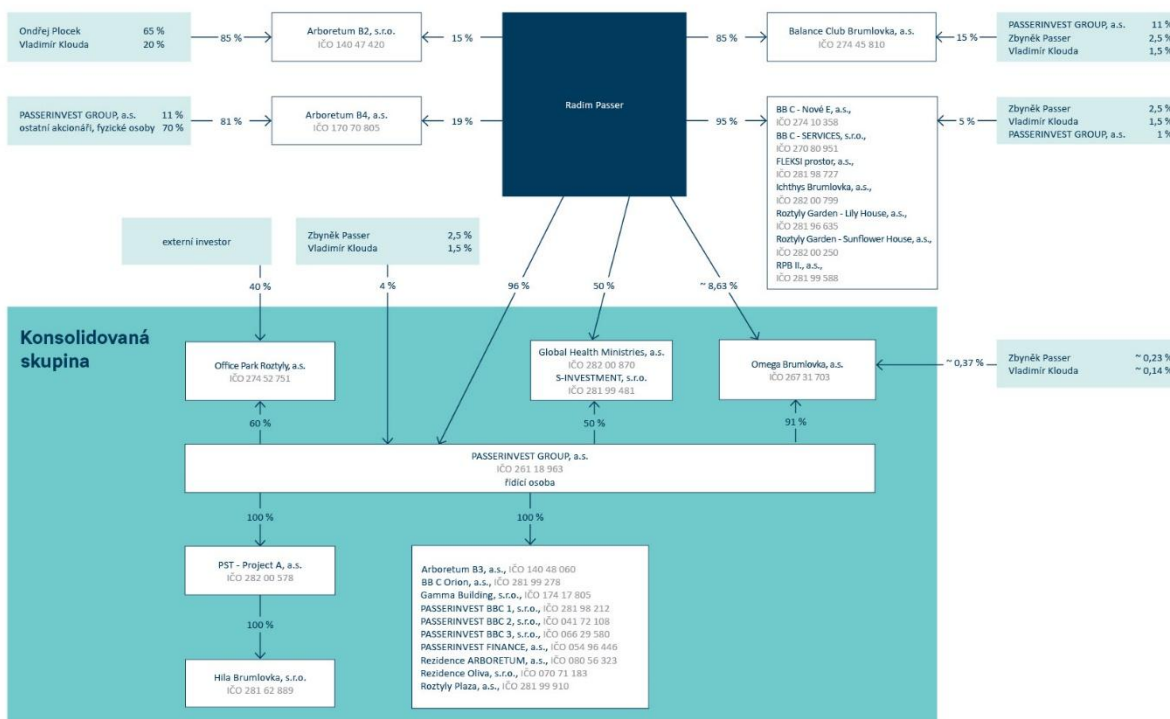 Ondřej Plocek 65 %
Vladimír Klouda 20 %
85 %
Arboretum B2, s.r.o.
IČO 140 47 420
15 %
Radim Passer
85 %
Balance Club Brumlovka, a.s.
IČO 274 45 810
15 %
PASSERINVEST GROUP, a.s. 11 %
Zbyněk Passer 2,5 %
Vladimír Klouda 1,5 %
PASSERINVEST GROUP, a.s. 11 %
ostatní akcionáři, fyzické osoby 70 %
81 %
Arboretum B4, a.s.
IČO 170 70 805
19 %
95 %
BB C - Nové E, a.s.,
IČO 274 10 358
BB C - SERVICES, s.r.o.,
IČO 270 80 951
FLEKSI prostor, a.s.,
IČO 281 98 727
Ichthys Brumlovka, a.s.,
IČO 282 00 799
Roztyly Garden - Lily House, a.s.,
IČO 281 96 635
Roztyly Garden - Sunflower House, a.s.,
IČO 282 00 250
RPB II., a.s.,
IČO 281 99 588
5 %
Zbyněk Passer 2,5 %
Vladimír Klouda 1,5 %
PASSERINVEST GROUP, a.s. 1 %
externí investor
Zbyněk Passer 2,5 %
Vladimír Klouda 1,5 %
40 %
4 %
96 %
50 %
~ 8,63 %
Konsolidovaná
skupina
Office Park Roztyly, a.s.
IČO 274 52 751
Global Health Ministries, a.s.
IČO 282 00 870
S-INVESTMENT, s.r.o.
IČO 281 99 481
Omega Brumlovka, a.s.
IČO 267 31 703
~ 0,37 %
Zbyněk Passer ~ 0,23 %
Vladimír Klouda ~ 0,14 %
60 %
50 %
91 %
PASSERINVEST GROUP, a.s.
IČO 261 18 963
řídící osoba
100 %
100 %
PST - Project A, a.s.
IČO 282 00 578
100 %
Hila Brumlovka, s.r.o.
IČO 281 62 889
Arboretum B3, a.s., IČO 140 48 060
BB C Orion, a.s., IČO 281 99 278
Gamma Building, s.r.o., IČO 174 17 805
PASSERINVEST BBC 1, s.r.o., IČO 281 98 212
PASSERINVEST BBC 2, s.r.o., IČO 041 72 108
PASSERINVEST BBC 3, s.r.o., IČO 066 29 580
PASSERINVEST FINANCE, a.s., IČO 054 96 446
Rezidence ARBORETUM, a.s., IČO 080 56 323
Rezidence Oliva, s.r.o., IČO 070 71 183
Roztyly Plaza, a.s., IČO 281 99 910